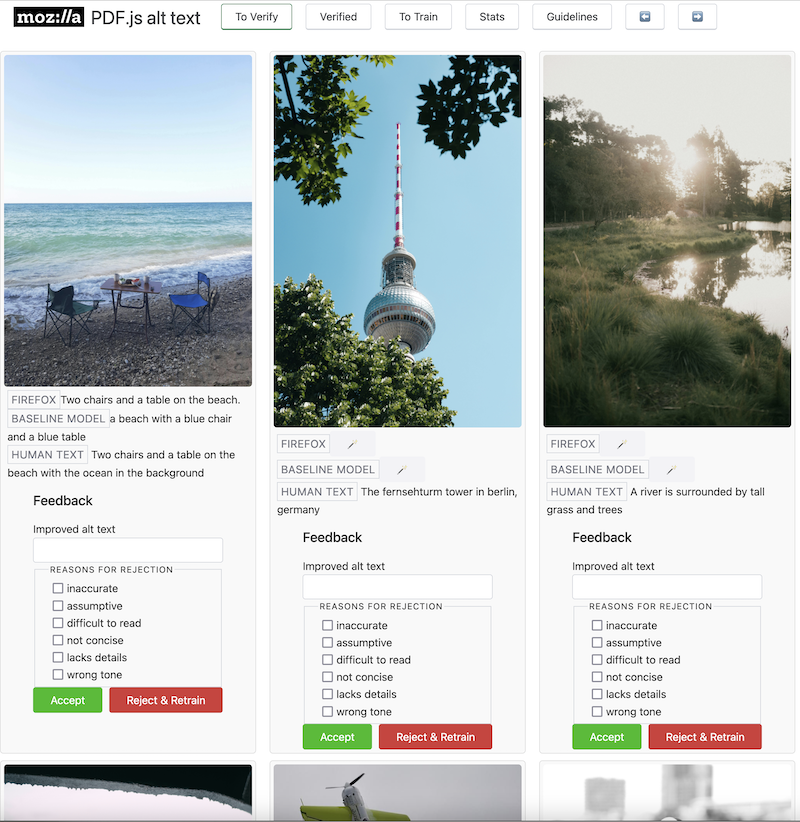 moz://a PDF.js alt text To Verify Verified To Train Stats Guidelines
FIREFOX Two chairs and a table on the beach.
BASELINE MODEL a beach with a blue chair
and a blue table
HUMAN TEXT Two chairs and a table on the
beach with the ocean in the background
Feedback
Improved alt text
REASONS FOR REJECTION
inaccurate
assumptive
difficult to read
not concise
lacks details
wrong tone
Accept Reject & Retrain
FIREFOX
BASELINE MODEL
HUMAN TEXT The fernsehturm tower in berlin,
germany
Feedback
Improved alt text
REASONS FOR REJECTION
inaccurate
assumptive
difficult to read
not concise
lacks details
wrong tone
Accept Reject & Retrain
FIREFOX
BASELINE MODEL
HUMAN TEXT A river is surrounded by tall
grass and trees
Feedback
Improved alt text
REASONS FOR REJECTION
inaccurate
assumptive
difficult to read
not concise
lacks details
wrong tone
Accept Reject & Retrain